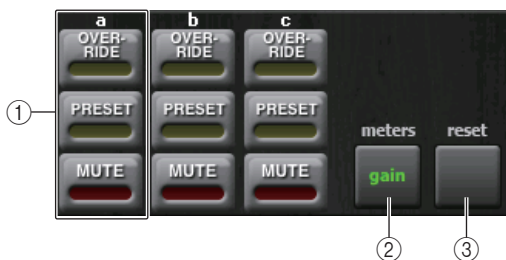 a b c
OVER-
RIDE
OVER-
RIDE
OVER-
RIDE
PRESET PRESET PRESET
MUTE MUTE MUTE
meters reset
gain
1
2
3